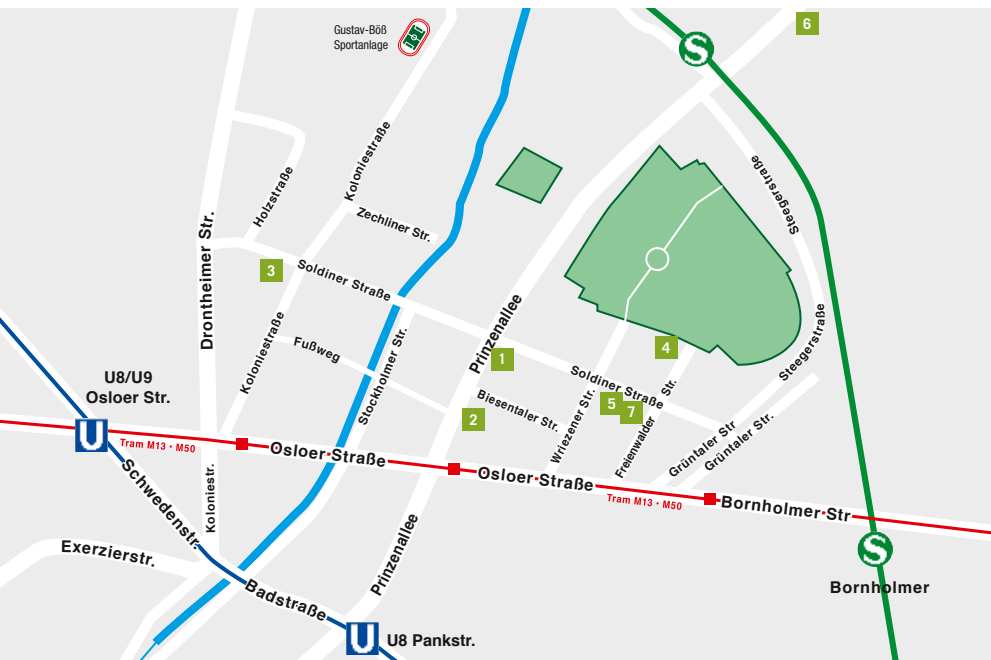 6
Gustav-Böß
Sportanlage
S
Koloniestraße
Steegerstraße
Holzstraße
Zechliner Str.
Drontheimer Str.
3
Soldiner Straße
Prinzenallee
Koloniestraße
Fußweg
Stockholmer Str.
1
4
Steegerstraße
U8/U9
Osloer Str.
Soldiner Straße
5
7
2
Biesentaler Str.
Wriezener Str.
Freienwalder Str.
Grüntaler Str
Grüntaler Str.
U
Tram M13 · M50
Osloer Straße
Osloer Straße
Tram M13 · M50
Bornholmer Str
Schwedenstr.
Koloniestr.
Exerzierstr.
Prinzenallee
S
Bornholmer
Badstraße
U
U8 Pankstr.